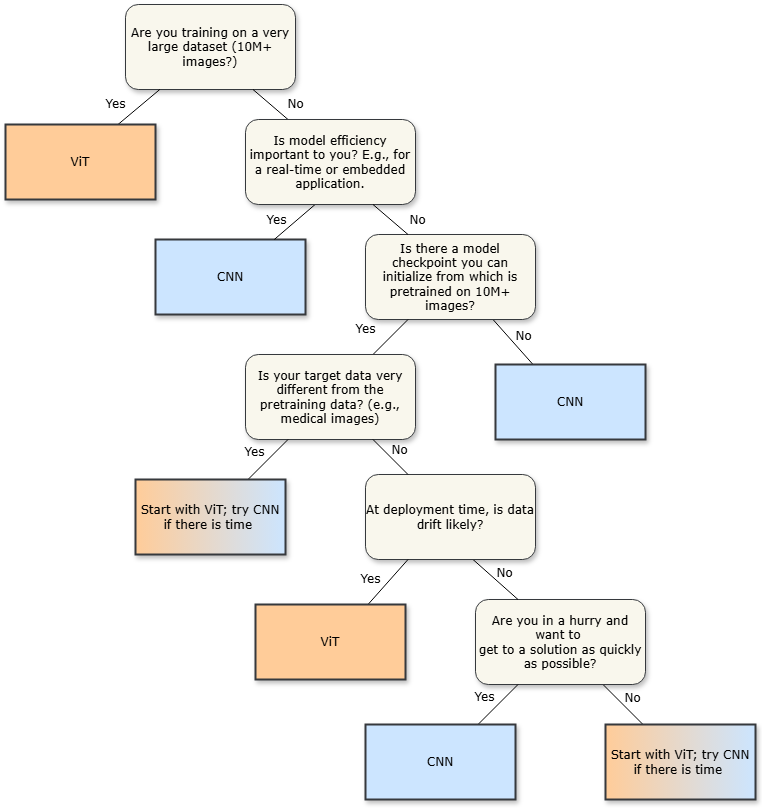 Are you training on a very
large dataset (10M+
images?)
Yes
No
ViT
Is model efficiency
important to you? E.g., for
a real-time or embedded
application.
Yes
No
CNN
Is there a model
checkpoint you can
initialize from which is
pretrained on 10M+
images?
Yes
No
Is your target data very
different from the
pretraining data? (e.g.,
medical images)
CNN
Yes
No
Start with ViT; try CNN
if there is time
At deployment time, is data
drift likely?
Yes
No
ViT
Are you in a hurry and
want to
get to a solution as quickly
as possible?
Yes
No
CNN
Start with ViT; try CNN
if there is time